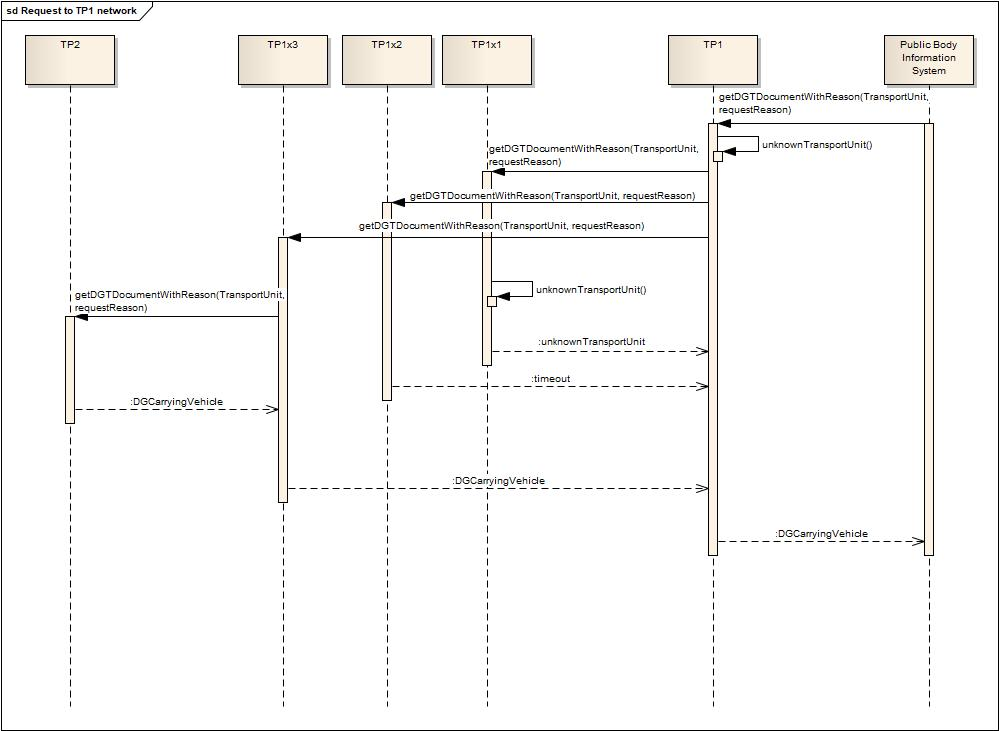 sd Request to TP1 network
TP2
TP1x3
TP1x2
TP1x1
TP1
Public Body
Information
System
getDGTDocumentWithReason(TransportUnit,
requestReason)
unknownTransportUnit()
getDGTDocumentWithReason(TransportUnit,
requestReason)
getDGTDocumentWithReason(TransportUnit, requestReason)
getDGTDocumentWithReason(TransportUnit, requestReason)
unknownTransportUnit()
getDGTDocumentWithReason(TransportUnit,
requestReason)
:unknownTransportUnit
:timeout
:DGCarryingVehicle
:DGCarryingVehicle
:DGCarryingVehicle